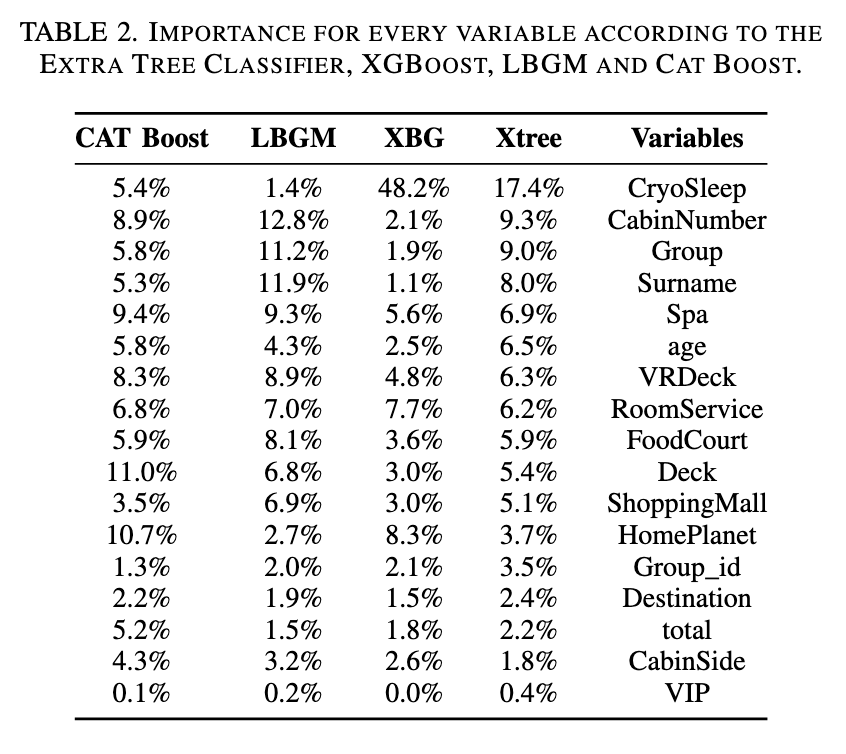 TABLE 2. IMPORTANCE FOR EVERY VARIABLE ACCORDING TO THE
EXTRA TREE CLASSIFIER, XGBOOST, LBGM AND CAT BOOST.
CAT Boost LBGM XBG Xtree Variables
5.4% 1.4% 48.2% 17.4% CryoSleep
8.9% 12.8% 2.1% 9.3% CabinNumber
5.8% 11.2% 1.9% 9.0% Group
5.3% 11.9% 1.1% 8.0% Surname
9.4% 9.3% 5.6% 6.9% Spa
5.8% 4.3% 2.5% 6.5% age
8.3% 8.9% 4.8% 6.3% VRDeck
6.8% 7.0% 7.7% 6.2% RoomService
5.9% 8.1% 3.6% 5.9% FoodCourt
11.0% 6.8% 3.0% 5.4% Deck
3.5% 6.9% 3.0% 5.1% ShoppingMall
10.7% 2.7% 8.3% 3.7% HomePlanet
1.3% 2.0% 2.1% 3.5% Group_id
2.2% 1.9% 1.5% 2.4% Destination
5.2% 1.5% 1.8% 2.2% total
4.3% 3.2% 2.6% 1.8% CabinSide
0.1% 0.2% 0.0% 0.4% VIP